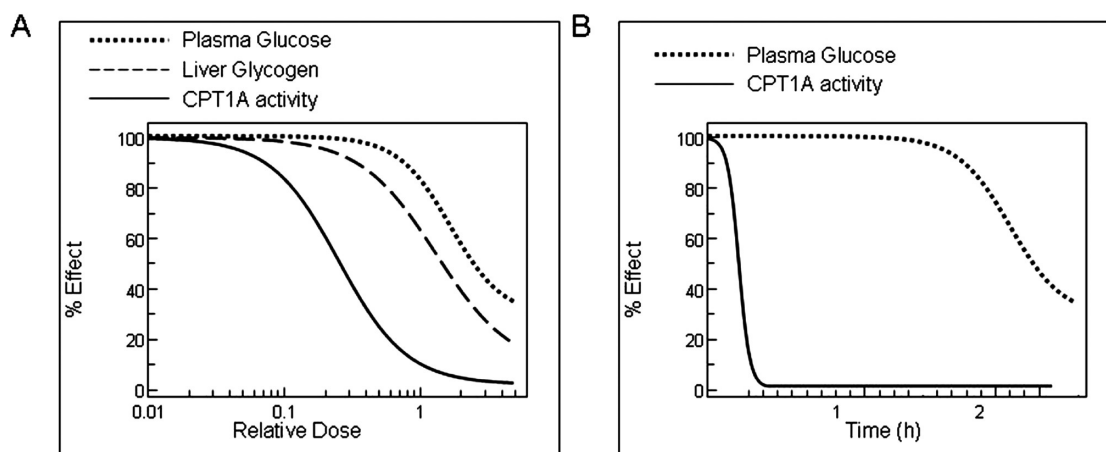 A
Plasma Glucose
Liver Glycogen
CPT1A activity
100
80
60
40
20
0
% Effect
0.01
0.1
1
Relative Dose
B
Plasma Glucose
CPT1A activity
100
80
60
40
20
0
% Effect
1
2
Time (h)